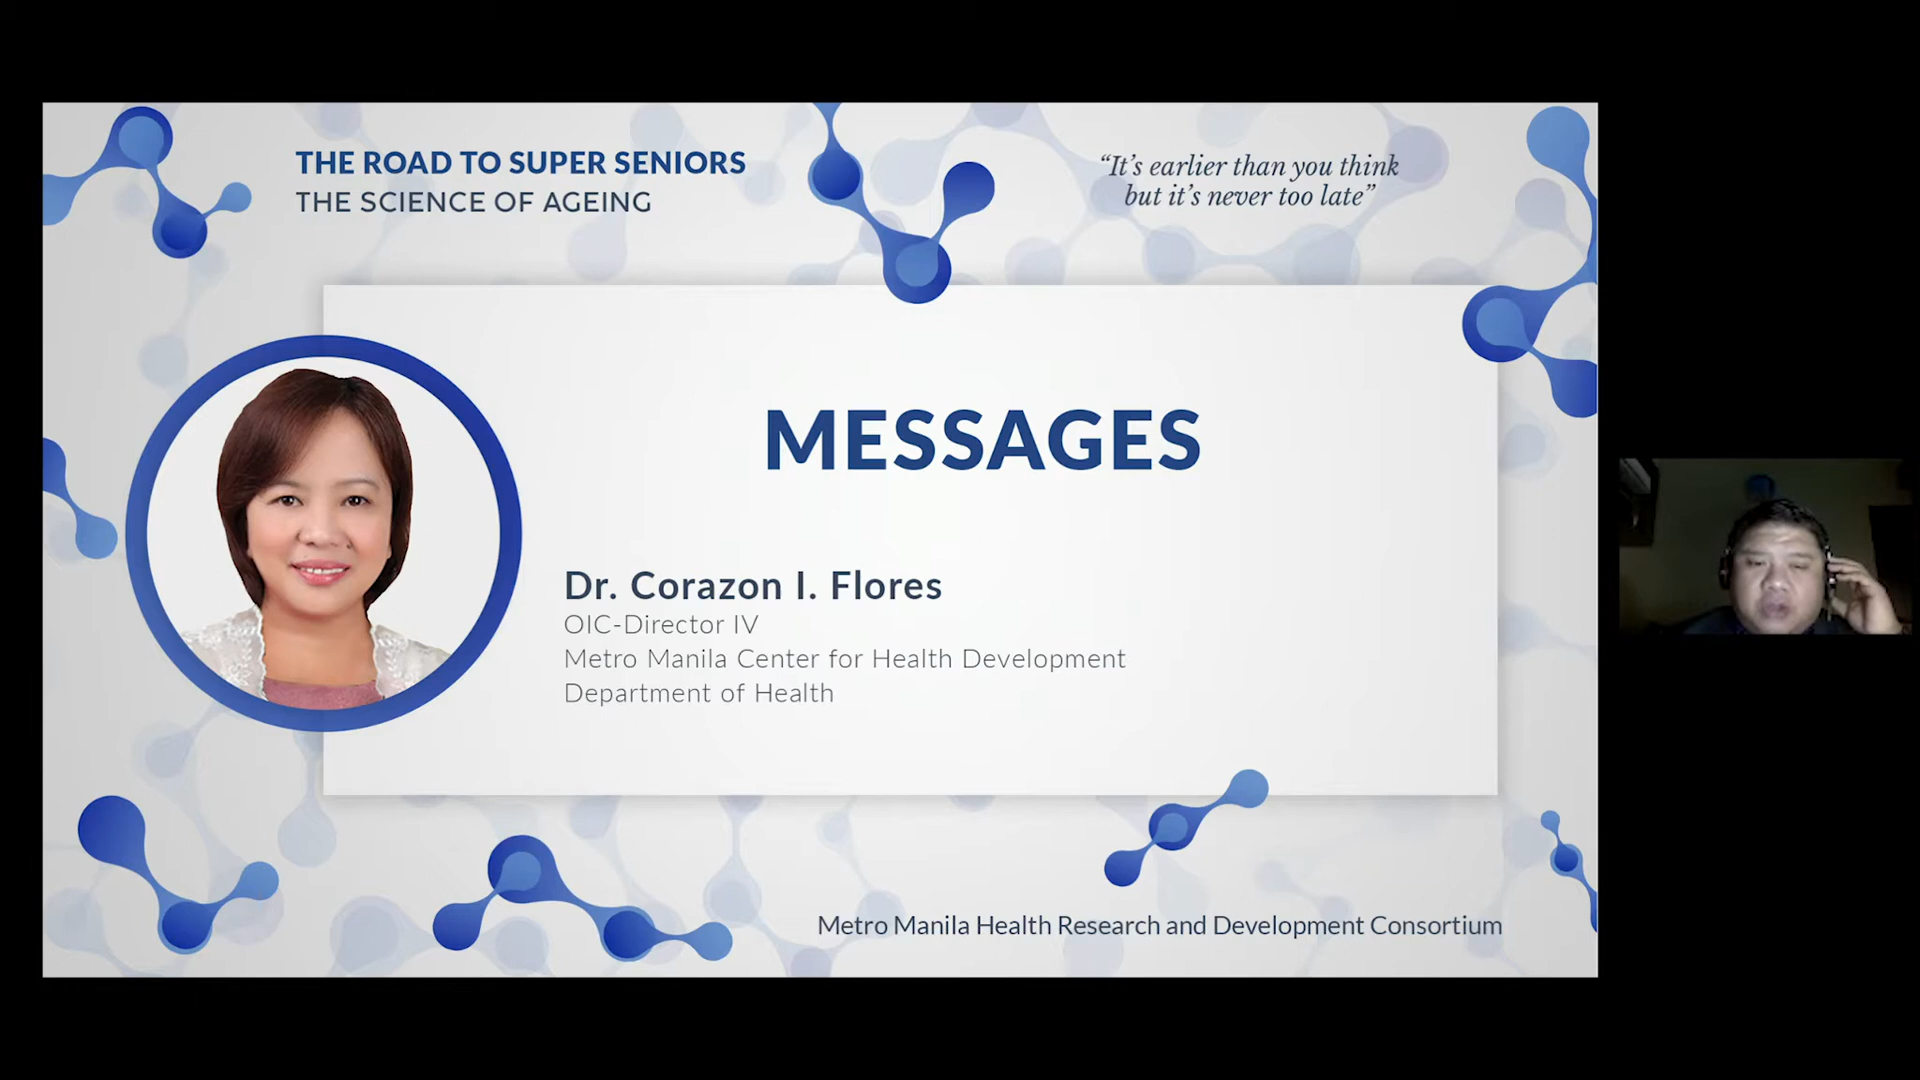 THE ROAD TO SUPER SENIORS
THE SCIENCE OF AGEING
“It’s earlier than you think
but it’s never too late”
MESSAGES
Dr. Corazon I. Flores
OIC-Director IV
Metro Manila Center for Health Development
Department of Health
Metro Manila Health Research and Development Consortium